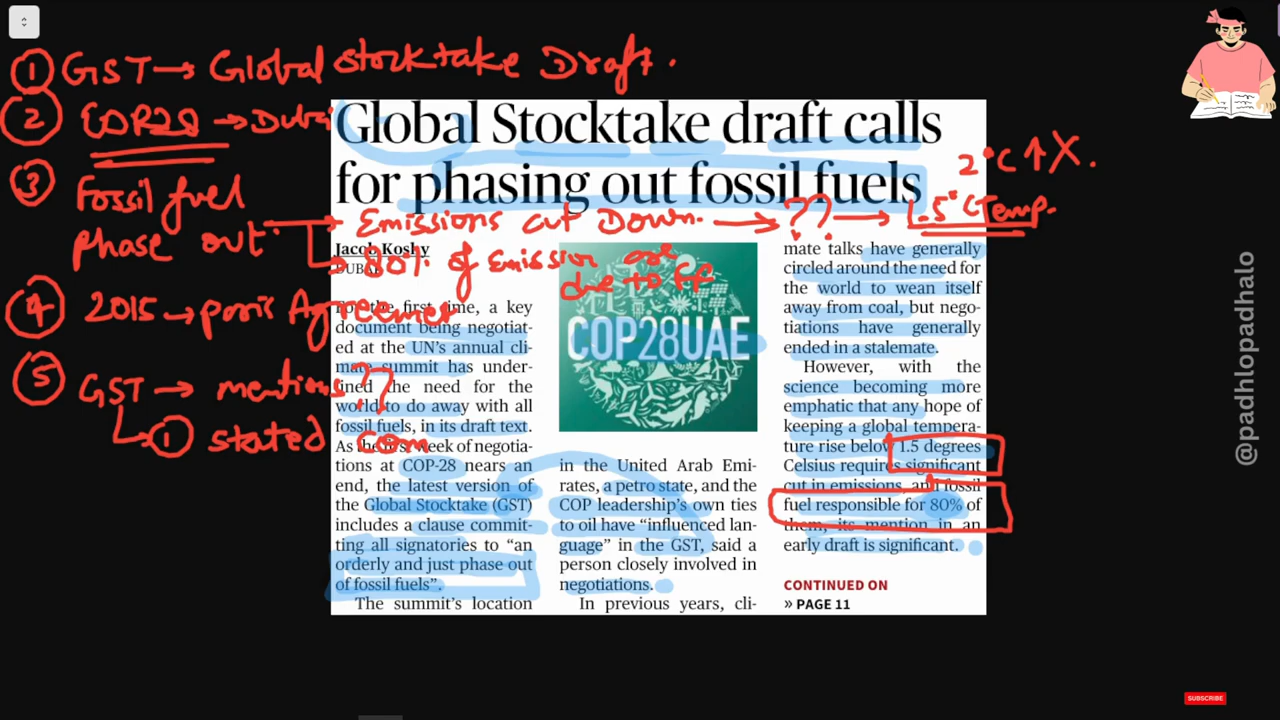 ① GST → Global stocktake Draft.
② COP28 → Dubai
③ Fossil fuel
phase out.
→ Emissions cut Down. → ?? → 1.5°C Temp.
2°C ↑ X.
→ 80% of Emission are
due to FF
④ 2015 → paris Agreement
⑤ GST → mentions ??
① stated com
Global Stocktake draft calls
for phasing out fossil fuels
Jacob Koshy
DUBAI
For the first time, a key
document being negotiat-
ed at the UN's annual cli-
mate summit has under-
lined the need for the
world to do away with all
fossil fuels, in its draft text.
As the first week of negotia-
tions at COP-28 nears an
end, the latest version of
the Global Stocktake (GST)
includes a clause commit-
ting all signatories to “an
orderly and just phase out
of fossil fuels”.
The summit's location
COP28UAE
in the United Arab Emi-
rates, a petro state, and the
COP leadership's own ties
to oil have “influenced lan-
guage” in the GST, said a
person closely involved in
negotiations.
In previous years, cli-
mate talks have generally
circled around the need for
the world to wean itself
away from coal, but nego-
tiations have generally
ended in a stalemate.
However, with the
science becoming more
emphatic that any hope of
keeping a global tempera-
ture rise below 1.5 degrees
Celsius requires significant
cut in emissions, and fossil
fuel responsible for 80% of
them, its mention in an
early draft is significant.
CONTINUED ON
» PAGE 11
@padhlopadhalo
SUBSCRIBE